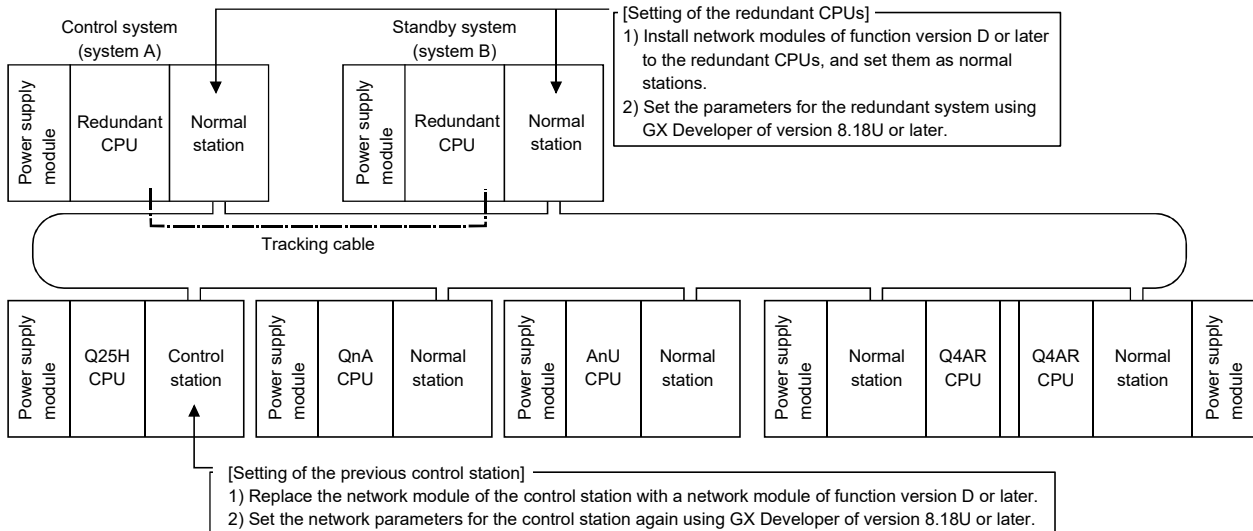 Control system
(system A)
Standby system
(system B)
[Setting of the redundant CPUs]
1) Install network modules of function version D or later
to the redundant CPUs, and set them as normal
stations.
2) Set the parameters for the redundant system using
GX Developer of version 8.18U or later.
Power supply
module
Redundant
CPU
Normal
station
Power supply
module
Redundant
CPU
Normal
station
Tracking cable
Power supply
module
Q25H
CPU
Control
station
Power supply
module
QnA
CPU
Normal
station
Power supply
module
AnU
CPU
Normal
station
Power supply
module
Normal
station
Q4AR
CPU
Q4AR
CPU
Normal
station
Power supply
module
[Setting of the previous control station]
1) Replace the network module of the control station with a network module of function version D or later.
2) Set the network parameters for the control station again using GX Developer of version 8.18U or later.